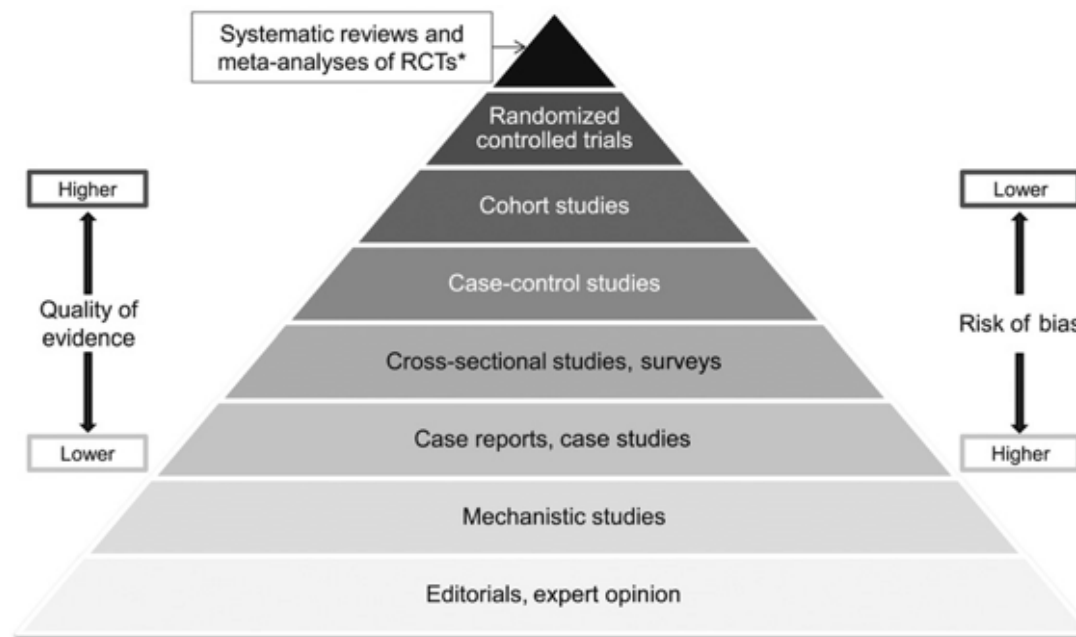 Systematic reviews and
meta-analyses of RCTs*
Randomized
controlled trials
Higher
Lower
Cohort studies
Case-control studies
Quality of
evidence
Risk of bias
Cross-sectional studies, surveys
Case reports, case studies
Lower
Higher
Mechanistic studies
Editorials, expert opinion